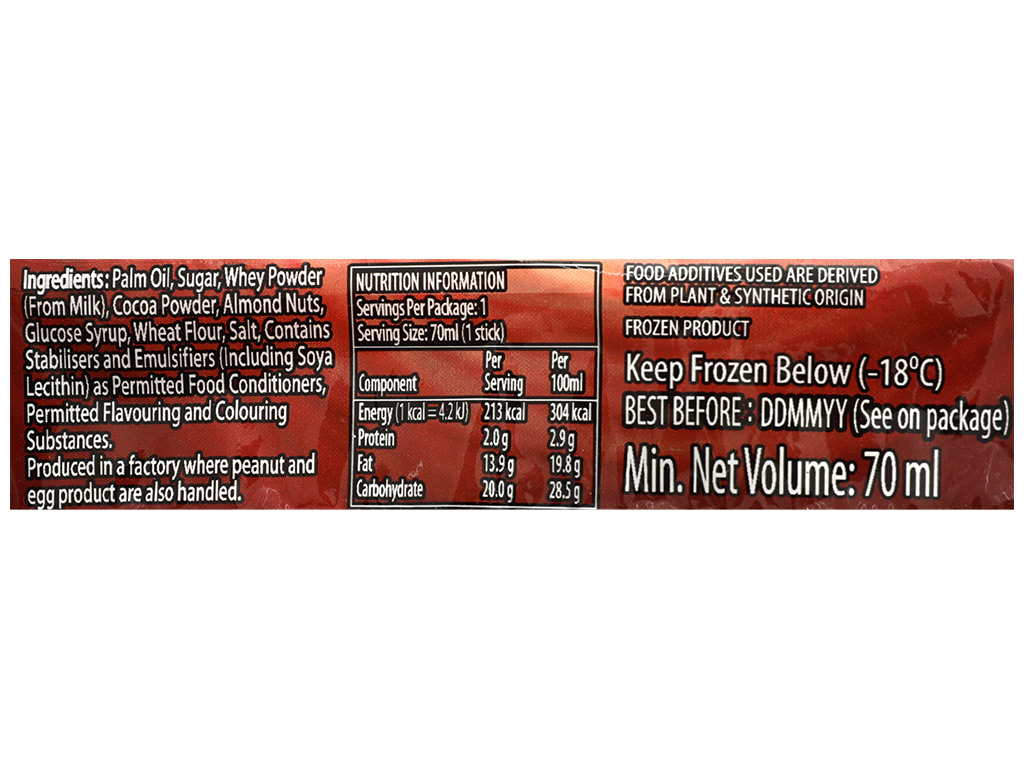 Ingredients: Palm Oil, Sugar, Whey Powder
(From Milk), Cocoa Powder, Almond Nuts,
Glucose Syrup, Wheat Flour, Salt, Contains
Stabilisers and Emulsifiers (Including Soya
Lecithin) as Permitted Food Conditioners,
Permitted Flavouring and Colouring
Substances.
Produced in a factory where peanut and
egg product are also handled.
NUTRITION INFORMATION
Servings Per Package: 1
Serving Size: 70ml (1 stick)
Component Per Serving Per 100ml
Energy (1 kcal = 4.2 kJ) 213 kcal 304 kcal
Protein 2.0 g 2.9 g
Fat 13.9 g 19.8 g
Carbohydrate 20.0 g 28.5 g
FOOD ADDITIVES USED ARE DERIVED
FROM PLANT & SYNTHETIC ORIGIN
FROZEN PRODUCT
Keep Frozen Below (-18°C)
BEST BEFORE : DDMMYY (See on package)
Min. Net Volume: 70 ml